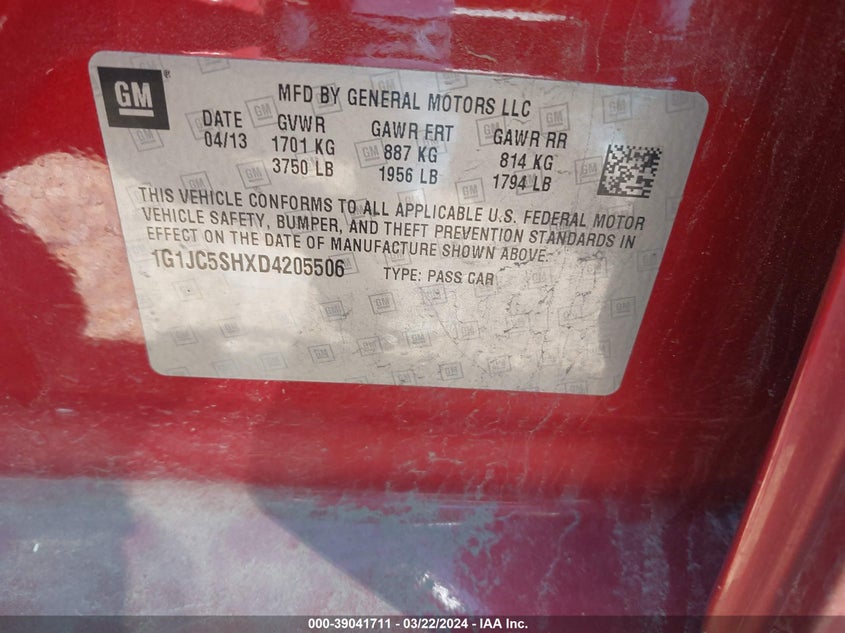 GM®
MFD BY GENERAL MOTORS LLC
DATE GVWR GAWR FRT GAWR RR
04/13 1701 KG 887 KG 814 KG
3750 LB 1956 LB 1794 LB
THIS VEHICLE CONFORMS TO ALL APPLICABLE U.S. FEDERAL MOTOR
VEHICLE SAFETY, BUMPER, AND THEFT PREVENTION STANDARDS IN
EFFECT ON THE DATE OF MANUFACTURE SHOWN ABOVE.
1G1JC5SHXD4205506 TYPE: PASS CAR
000-39041711 - 03/22/2024 - IAA Inc.